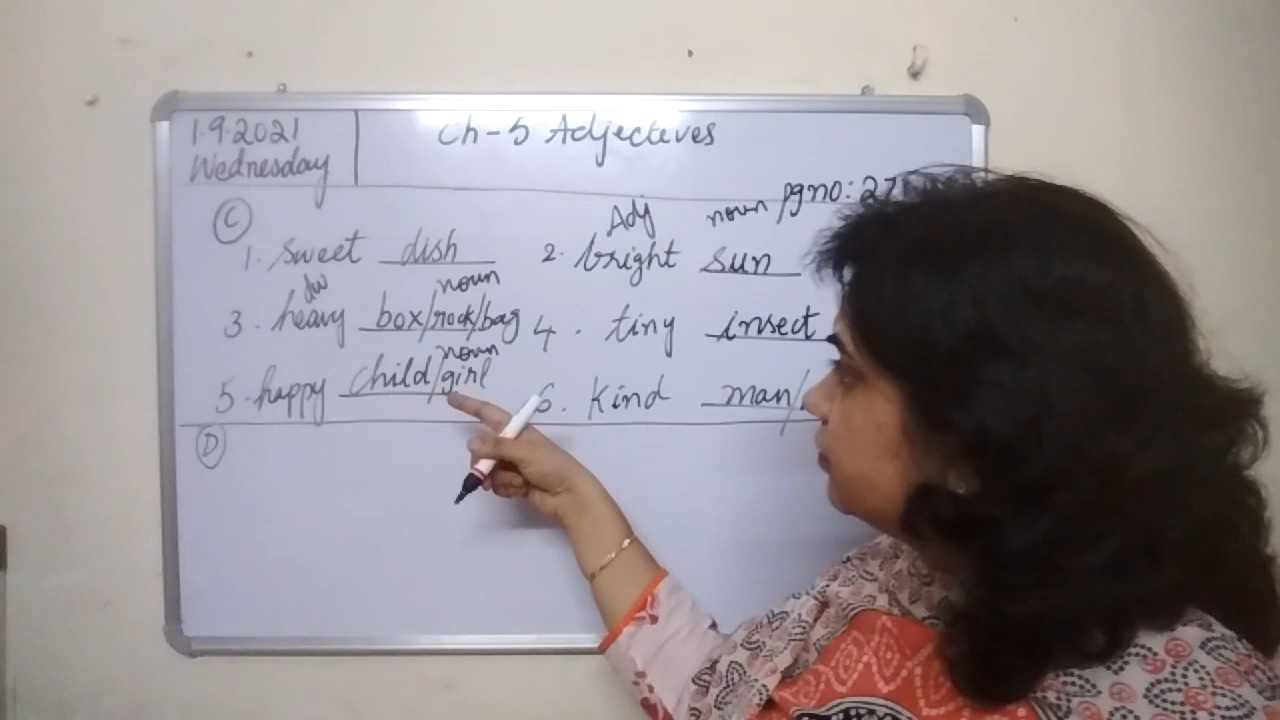 1.9.2021 Ch-5 Adjectives
Wednesday
pg no: 27
C Adj noun
1. sweet dish 2. bright sun
noun
3. heavy box/rock/bag 4. tiny insect
noun
5. happy child/girl 6. kind man/
D